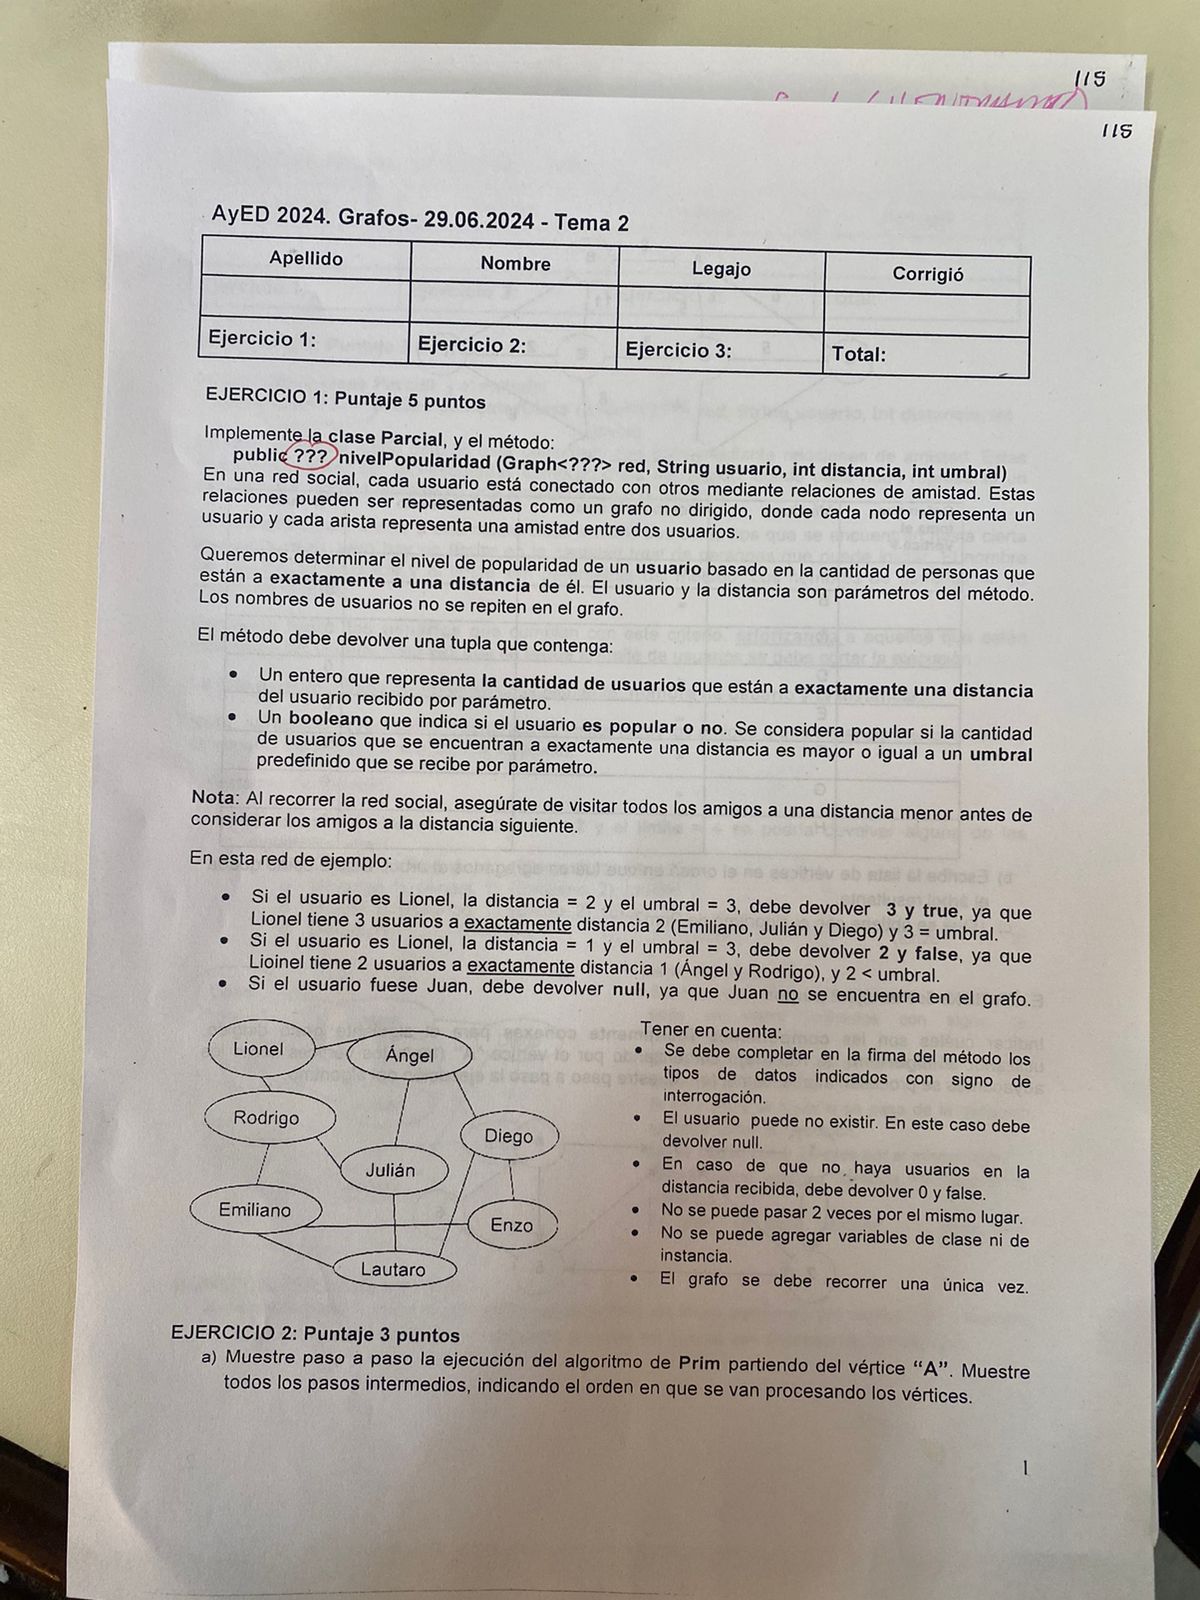 115
115
AyED 2024. Grafos- 29.06.2024 - Tema 2
Apellido Nombre Legajo Corrigió
Ejercicio 1: Ejercicio 2: Ejercicio 3: Total:
EJERCICIO 1: Puntaje 5 puntos
Implemente la clase Parcial, y el método:
public ??? nivelPopularidad (Graph<???> red, String usuario, int distancia, int umbral)
En una red social, cada usuario está conectado con otros mediante relaciones de amistad. Estas
relaciones pueden ser representadas como un grafo no dirigido, donde cada nodo representa un
usuario y cada arista representa una amistad entre dos usuarios.
Queremos determinar el nivel de popularidad de un usuario basado en la cantidad de personas que
están a exactamente a una distancia de él. El usuario y la distancia son parámetros del método.
Los nombres de usuarios no se repiten en el grafo.
El método debe devolver una tupla que contenga:
• Un entero que representa la cantidad de usuarios que están a exactamente una distancia
del usuario recibido por parámetro.
• Un booleano que indica si el usuario es popular o no. Se considera popular si la cantidad
de usuarios que se encuentran a exactamente una distancia es mayor o igual a un umbral
predefinido que se recibe por parámetro.
Nota: Al recorrer la red social, asegúrate de visitar todos los amigos a una distancia menor antes de
considerar los amigos a la distancia siguiente.
En esta red de ejemplo:
• Si el usuario es Lionel, la distancia = 2 y el umbral = 3, debe devolver 3 y true, ya que
Lionel tiene 3 usuarios a exactamente distancia 2 (Emiliano, Julián y Diego) y 3 = umbral.
• Si el usuario es Lionel, la distancia = 1 y el umbral = 3, debe devolver 2 y false, ya que
Lioinel tiene 2 usuarios a exactamente distancia 1 (Ángel y Rodrigo), y 2 < umbral.
• Si el usuario fuese Juan, debe devolver null, ya que Juan no se encuentra en el grafo.
Lionel
Ángel
Rodrigo
Diego
Julián
Emiliano
Enzo
Lautaro
Tener en cuenta:
• Se debe completar en la firma del método los
tipos de datos indicados con signo de
interrogación.
• El usuario puede no existir. En este caso debe
devolver null.
• En caso de que no haya usuarios en la
distancia recibida, debe devolver 0 y false.
• No se puede pasar 2 veces por el mismo lugar.
• No se puede agregar variables de clase ni de
instancia.
• El grafo se debe recorrer una única vez.
EJERCICIO 2: Puntaje 3 puntos
a) Muestre paso a paso la ejecución del algoritmo de Prim partiendo del vértice “A”. Muestre
todos los pasos intermedios, indicando el orden en que se van procesando los vértices.
1